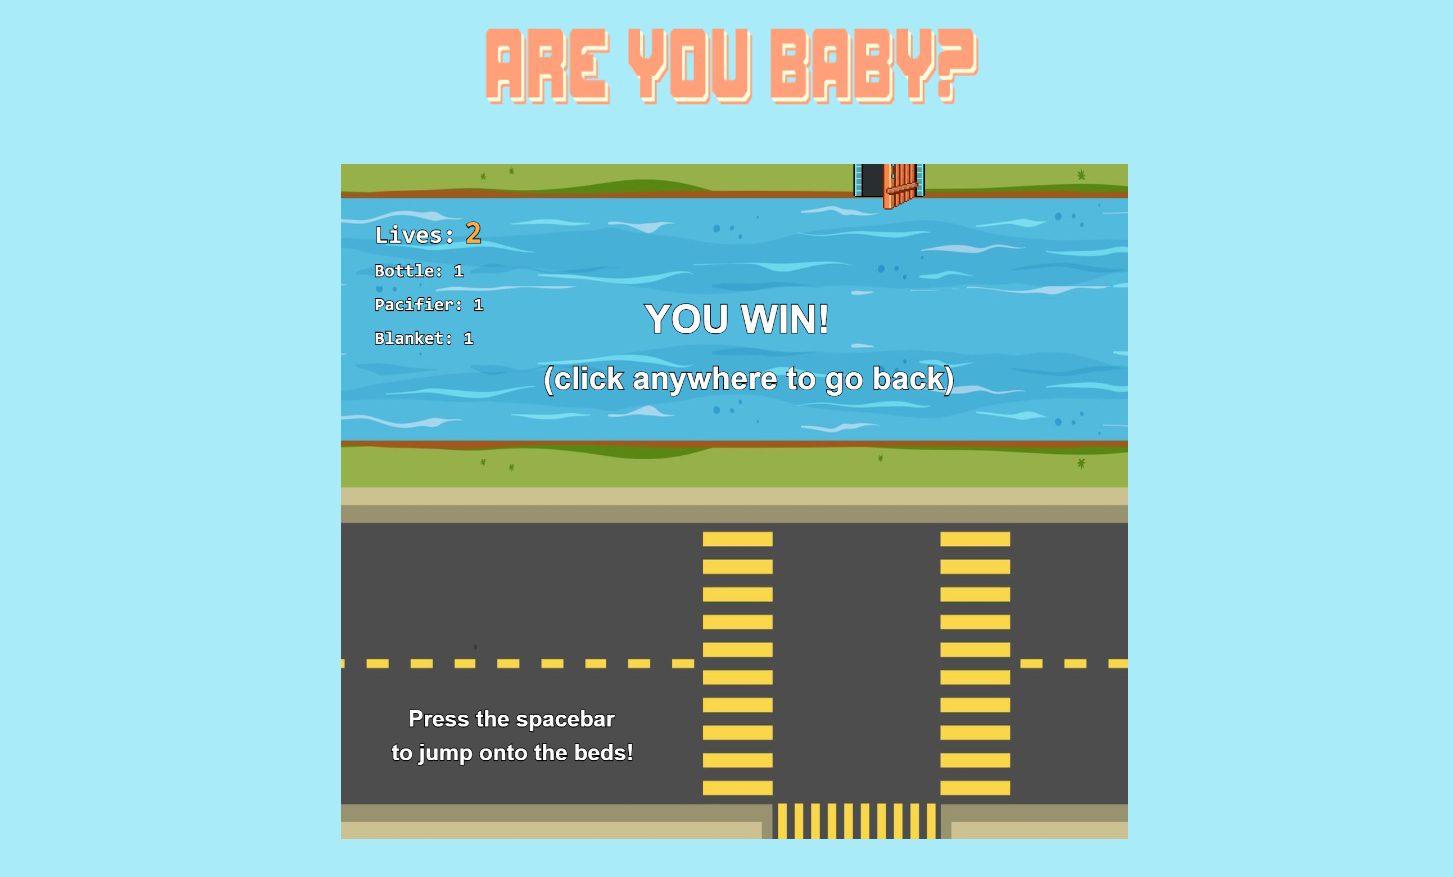 ARE YOU BABY?
Lives: 2
Bottle: 1
Pacifier: 1
Blanket: 1
YOU WIN!
(click anywhere to go back)
Press the spacebar
to jump onto the beds!